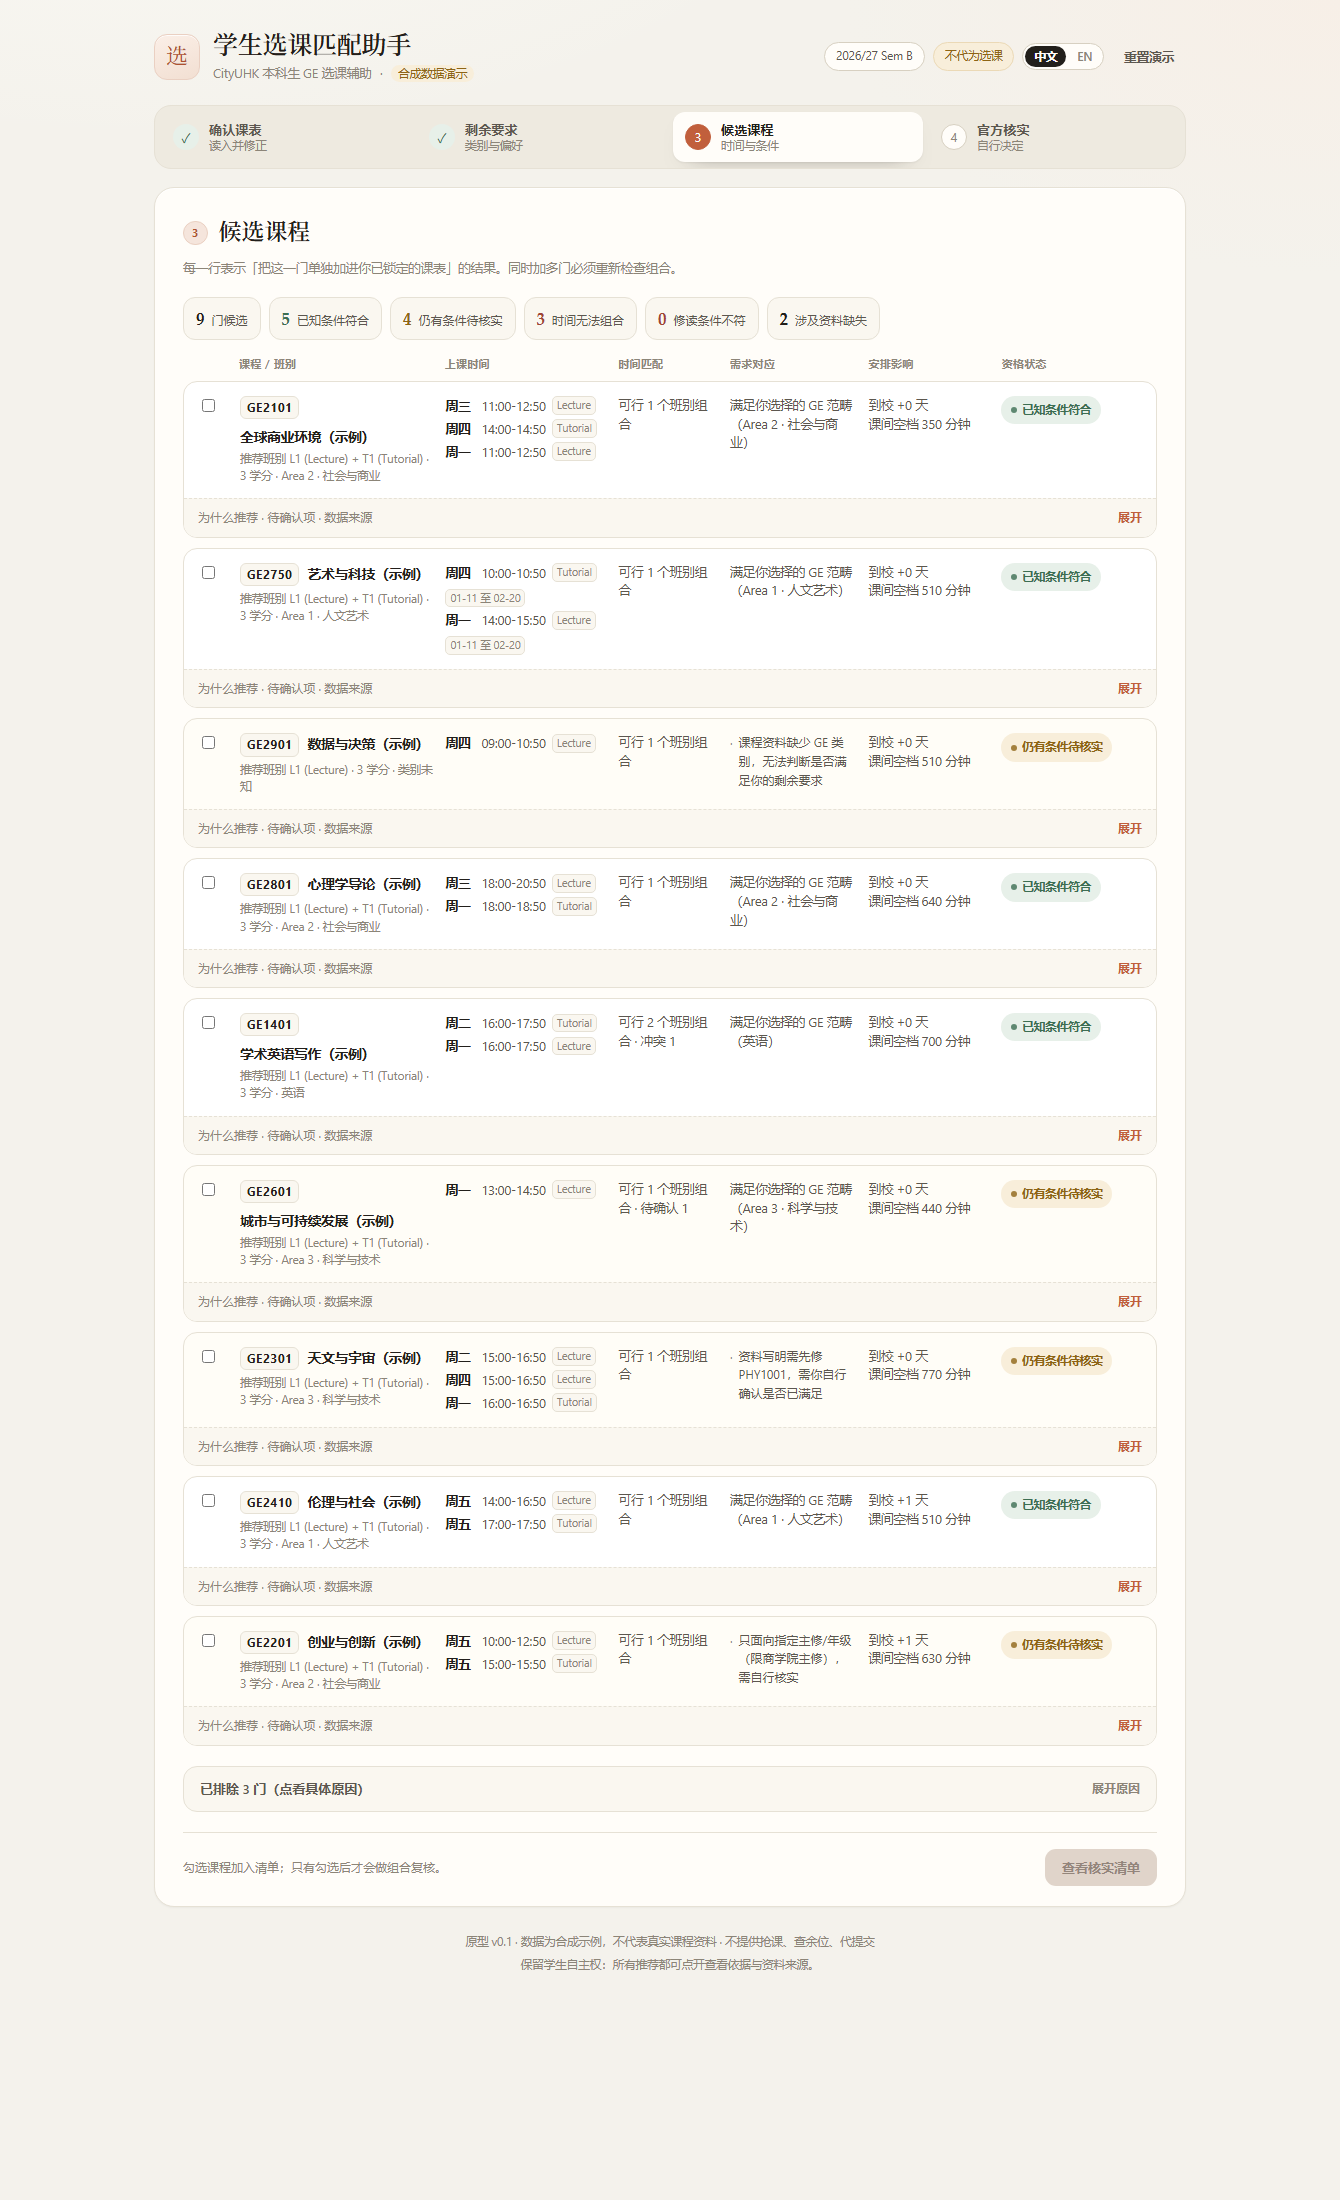 选
学生选课匹配助手
CityUHK 本科生 GE 选课辅助 · 合成数据演示
2026/27 Sem B
不代为选课
中文 EN
重置演示
✓ 确认课表
读入并修正
✓ 剩余要求
类别与偏好
3 候选课程
时间与条件
4 官方核实
自行决定
3 候选课程
每一行表示「把这一门单独加进你已锁定的课表」的结果。同时加多门必须重新检查组合。
9 门候选
5 已知条件符合
4 仍有条件待核实
3 时间无法组合
0 修读条件不符
2 涉及资料缺失
课程 / 班别 上课时间 时间匹配 需求对应 安排影响 资格状态
GE2101
全球商业环境（示例）
推荐班别 L1 (Lecture) + T1 (Tutorial) ·
3 学分 · Area 2 · 社会与商业
周三 11:00-12:50 Lecture
周四 14:00-14:50 Tutorial
周一 11:00-12:50 Lecture
可行 1 个班别组
合
满足你选择的 GE 范畴
（Area 2 · 社会与商
业）
到校 +0 天
课间空档 350 分钟
已知条件符合
为什么推荐 · 待确认项 · 数据来源 展开
GE2750 艺术与科技（示例）
推荐班别 L1 (Lecture) + T1 (Tutorial) ·
3 学分 · Area 1 · 人文艺术
周四 10:00-10:50 Tutorial
01-11 至 02-20
周一 14:00-15:50 Lecture
01-11 至 02-20
可行 1 个班别组
合
满足你选择的 GE 范畴
（Area 1 · 人文艺术）
到校 +0 天
课间空档 510 分钟
已知条件符合
为什么推荐 · 待确认项 · 数据来源 展开
GE2901 数据与决策（示例）
推荐班别 L1 (Lecture) · 3 学分 · 类别未
知
周四 09:00-10:50 Lecture
可行 1 个班别组
合
· 课程资料缺少 GE 类
别，无法判断是否满
足你的剩余要求
到校 +0 天
课间空档 510 分钟
仍有条件待核实
为什么推荐 · 待确认项 · 数据来源 展开
GE2801 心理学导论（示例）
推荐班别 L1 (Lecture) + T1 (Tutorial) ·
3 学分 · Area 2 · 社会与商业
周三 18:00-20:50 Lecture
周一 18:00-18:50 Tutorial
可行 1 个班别组
合
满足你选择的 GE 范畴
（Area 2 · 社会与商
业）
到校 +0 天
课间空档 640 分钟
已知条件符合
为什么推荐 · 待确认项 · 数据来源 展开
GE1401
学术英语写作（示例）
推荐班别 L1 (Lecture) + T1 (Tutorial) ·
3 学分 · 英语
周二 16:00-17:50 Tutorial
周一 16:00-17:50 Lecture
可行 2 个班别组
合 · 冲突 1
满足你选择的 GE 范畴
（英语）
到校 +0 天
课间空档 700 分钟
已知条件符合
为什么推荐 · 待确认项 · 数据来源 展开
GE2601
城市与可持续发展（示例）
推荐班别 L1 (Lecture) + T1 (Tutorial) ·
3 学分 · Area 3 · 科学与技术
周一 13:00-14:50 Lecture
可行 1 个班别组
合 · 待确认 1
满足你选择的 GE 范畴
（Area 3 · 科学与技
术）
到校 +0 天
课间空档 440 分钟
仍有条件待核实
为什么推荐 · 待确认项 · 数据来源 展开
GE2301 天文与宇宙（示例）
推荐班别 L1 (Lecture) + T1 (Tutorial) ·
3 学分 · Area 3 · 科学与技术
周二 15:00-16:50 Lecture
周四 15:00-16:50 Lecture
周一 16:00-16:50 Tutorial
可行 1 个班别组
合
· 资料写明需先修
PHY1001，需你自行
确认是否已满足
到校 +0 天
课间空档 770 分钟
仍有条件待核实
为什么推荐 · 待确认项 · 数据来源 展开
GE2410 伦理与社会（示例）
推荐班别 L1 (Lecture) + T1 (Tutorial) ·
3 学分 · Area 1 · 人文艺术
周五 14:00-16:50 Lecture
周五 17:00-17:50 Tutorial
可行 1 个班别组
合
满足你选择的 GE 范畴
（Area 1 · 人文艺术）
到校 +1 天
课间空档 510 分钟
已知条件符合
为什么推荐 · 待确认项 · 数据来源 展开
GE2201 创业与创新（示例）
推荐班别 L1 (Lecture) + T1 (Tutorial) ·
3 学分 · Area 2 · 社会与商业
周五 10:00-12:50 Lecture
周五 15:00-15:50 Tutorial
可行 1 个班别组
合
· 只面向指定主修/年级
（限商学院主修），
需自行核实
到校 +1 天
课间空档 630 分钟
仍有条件待核实
为什么推荐 · 待确认项 · 数据来源 展开
已排除 3 门（点看具体原因） 展开原因
勾选课程加入清单；只有勾选后才会做组合复核。 查看核实清单
原型 v0.1 · 数据为合成示例，不代表真实课程资料 · 不提供抢课、查余位、代提交
保留学生自主权：所有推荐都可点开查看依据与资料来源。